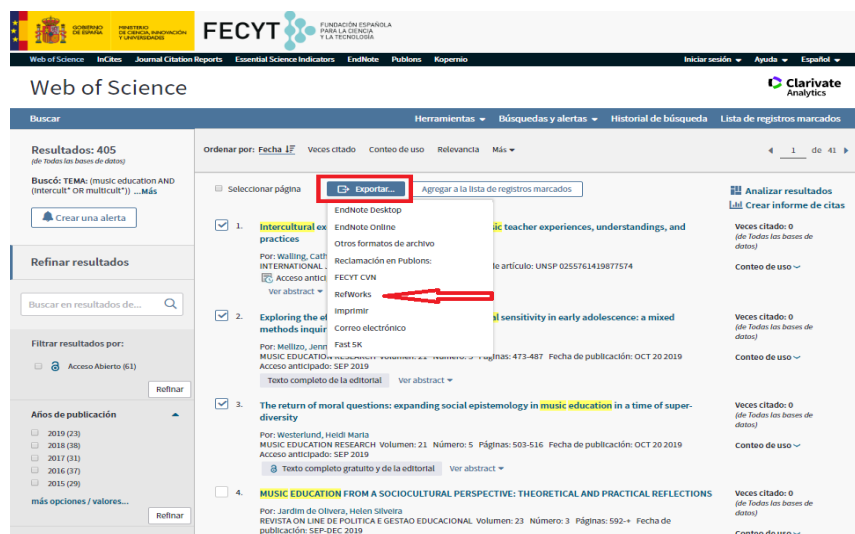 GOBIERNO DE ESPAÑA
MINISTERIO DE CIENCIA, INNOVACIÓN Y UNIVERSIDADES
FECYT
FUNDACIÓN ESPAÑOLA PARA LA CIENCIA Y LA TECNOLOGÍA
Web of Science InCites Journal Citation Reports Essential Science Indicators EndNote Publons Kopernio Iniciar sesión Ayuda Español
Web of Science
Clarivate Analytics
Buscar Herramientas Búsquedas y alertas Historial de búsqueda Lista de registros marcados
Resultados: 405
(de Todas las bases de datos)
Buscó: TEMA: (music education AND (intercult* OR multicult*)) ...Más
Crear una alerta
Refinar resultados
Buscar en resultados de...
Filtrar resultados por:
Acceso Abierto (61)
Refinar
Años de publicación
2019 (23)
2018 (38)
2017 (31)
2016 (37)
2015 (29)
más opciones / valores...
Refinar
Ordenar por: Fecha Veces citado Conteo de uso Relevancia Más
1 de 41
Seleccionar página Exportar... Agregar a la lista de registros marcados
EndNote Desktop
EndNote Online
Otros formatos de archivo
Reclamación en Publons:
FECYT CVN
RefWorks
Imprimir
Correo electrónico
Fast 5K
Analizar resultados
Crear informe de citas
1. Intercultural ex sic teacher experiences, understandings, and
practices
Por: Walling, Cath
INTERNATIONAL de artículo: UNSP 0255761419877574
Acceso antici
Ver abstract
Veces citado: 0
(de Todas las bases de datos)
Conteo de uso
2. Exploring the ef al sensitivity in early adolescence: a mixed
methods inquir
Por: Mellizo, Jenn
MUSIC EDUCATION RESEARCH Volumen: 21 Número: 5 Páginas: 473-487 Fecha de publicación: OCT 20 2019
Acceso anticipado: SEP 2019
Texto completo de la editorial Ver abstract
Veces citado: 0
(de Todas las bases de datos)
Conteo de uso
3. The return of moral questions: expanding social epistemology in music education in a time of super-
diversity
Por: Westerlund, Heidi Maria
MUSIC EDUCATION RESEARCH Volumen: 21 Número: 5 Páginas: 503-516 Fecha de publicación: OCT 20 2019
Acceso anticipado: SEP 2019
Texto completo gratuito y de la editorial Ver abstract
Veces citado: 0
(de Todas las bases de datos)
Conteo de uso
4. MUSIC EDUCATION FROM A SOCIOCULTURAL PERSPECTIVE: THEORETICAL AND PRACTICAL REFLECTIONS
Por: Jardim de Olivera, Helen Silveira
REVISTA ON LINE DE POLITICA E GESTAO EDUCACIONAL Volumen: 23 Número: 3 Páginas: 592-+ Fecha de
publicación: SEP-DEC 2019
Veces citado: 0
(de Todas las bases de datos)
Conteo de uso